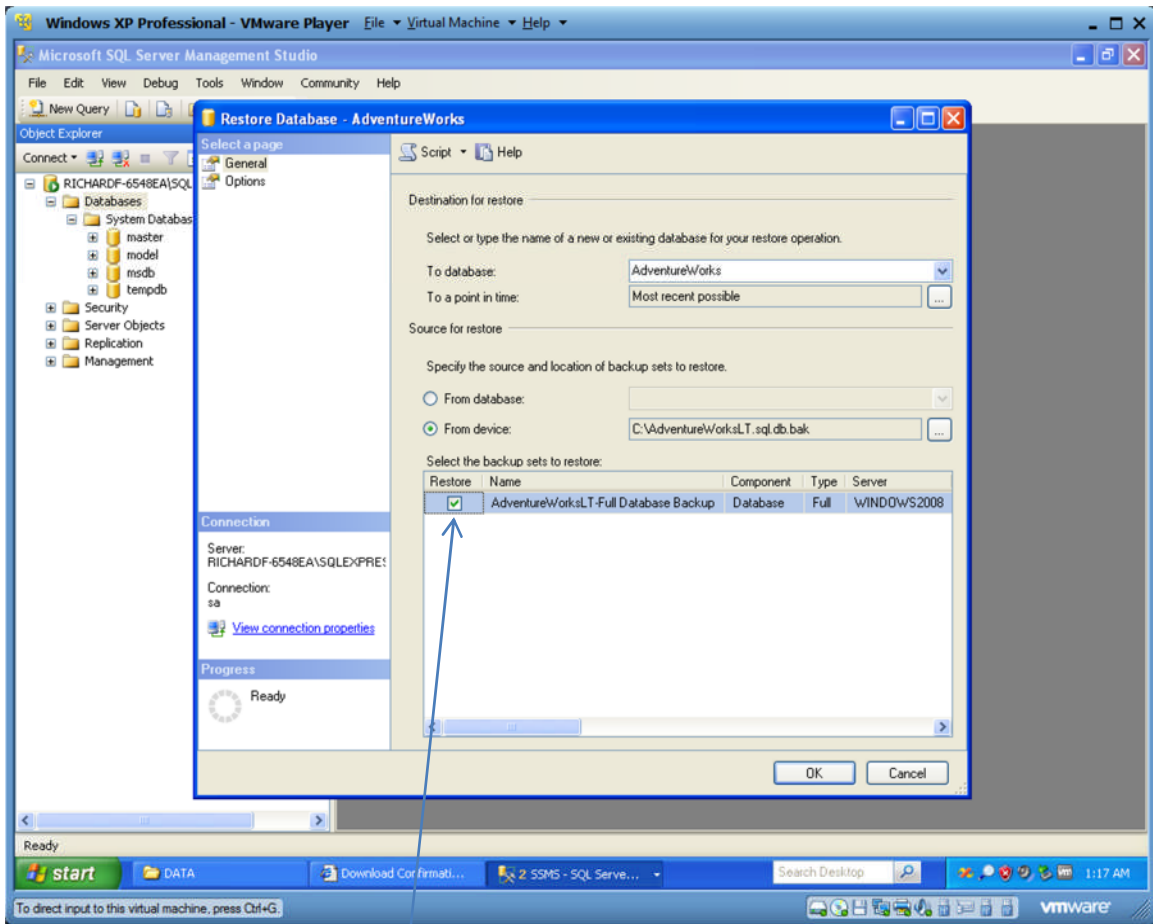 Windows XP Professional - VMware Player File Virtual Machine Help
Microsoft SQL Server Management Studio
File Edit View Debug Tools Window Community Help
New Query
Object Explorer
Connect
RICHARDF-6548EA\SQL
Databases
System Databas
master
model
msdb
tempdb
Security
Server Objects
Replication
Management
Restore Database - AdventureWorks
Select a page
General
Options
Script Help
Destination for restore
Select or type the name of a new or existing database for your restore operation.
To database: AdventureWorks
To a point in time: Most recent possible ...
Source for restore
Specify the source and location of backup sets to restore.
From database:
From device: C:\AdventureWorksLT.sql.db.bak ...
Select the backup sets to restore:
Restore Name Component Type Server
AdventureWorksLT-Full Database Backup Database Full WINDOWS2008
Connection
Server:
RICHARDF-6548EA\SQLEXPRES
Connection:
sa
View connection properties
Progress
Ready
OK Cancel
Ready
start DATA Download Confirmati... 2 SSMS - SQL Serve... Search Desktop 1:17 AM
To direct input to this virtual machine, press Ctrl+G. vmware